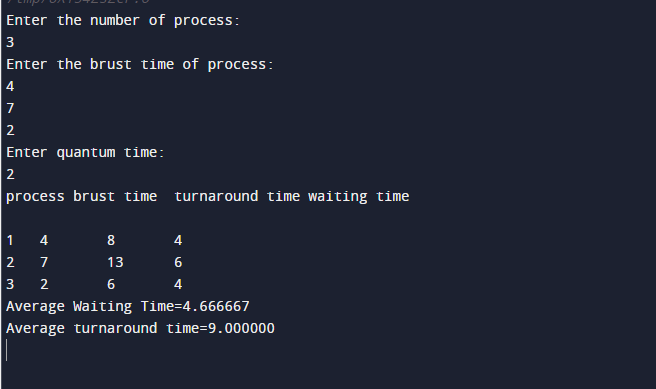 Enter the number of process:
3
Enter the brust time of process:
4
7
2
Enter quantum time:
2
process brust time  turnaround time waiting time
1   4       8       4
2   7       13      6
3   2       6       4
Average Waiting Time=4.666667
Average turnaround time=9.000000